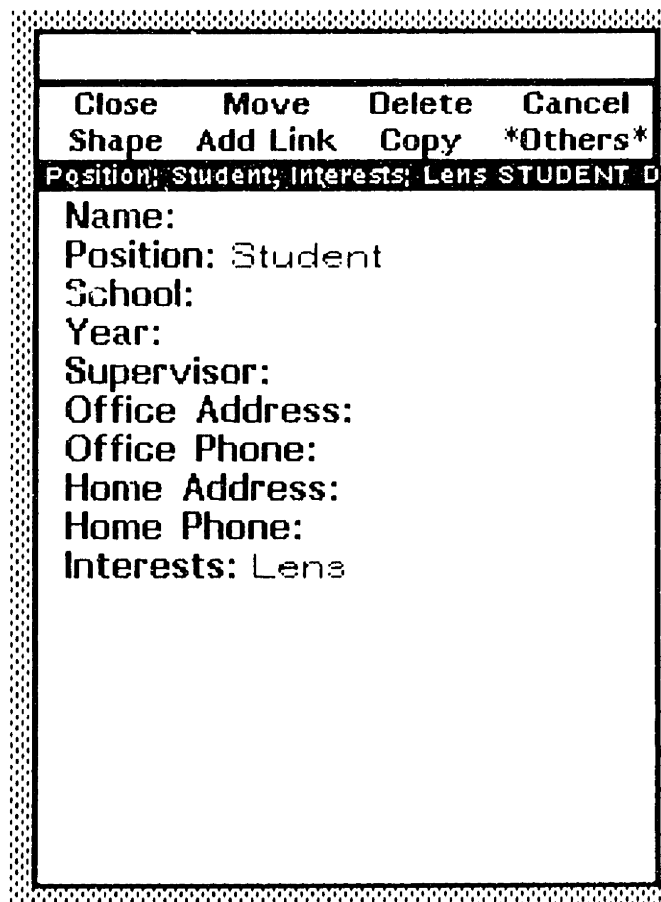 Close Move Delete Cancel
Shape Add Link Copy *Others*
Position: Student; Interests: Lens STUDENT D
Name:
Position: Student
School:
Year:
Supervisor:
Office Address:
Office Phone:
Home Address:
Home Phone:
Interests: Lens